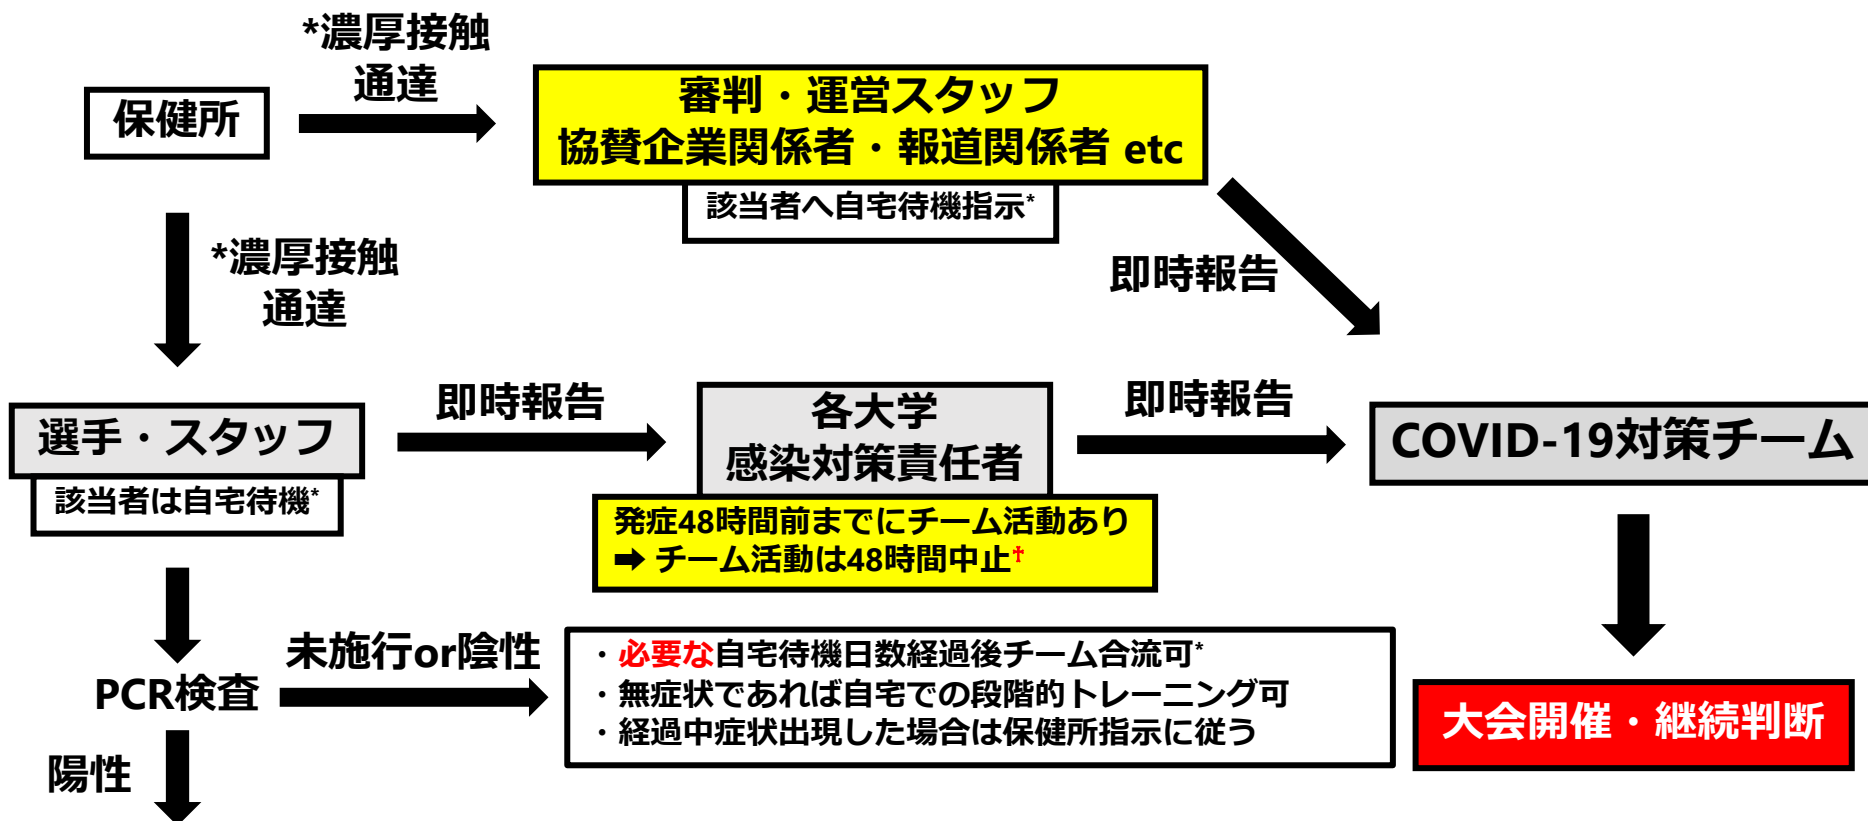 *濃厚接触
通達
保健所
審判・運営スタッフ
協賛企業関係者・報道関係者 etc
該当者へ自宅待機指示*
*濃厚接触
通達
即時報告
選手・スタッフ
該当者は自宅待機*
即時報告
各大学
感染対策責任者
発症48時間前までにチーム活動あり
➡ チーム活動は48時間中止†
即時報告
COVID-19対策チーム
PCR検査
未施行or陰性
・必要な自宅待機日数経過後チーム合流可*
・無症状であれば自宅での段階的トレーニング可
・経過中症状出現した場合は保健所指示に従う
大会開催・継続判断
陽性